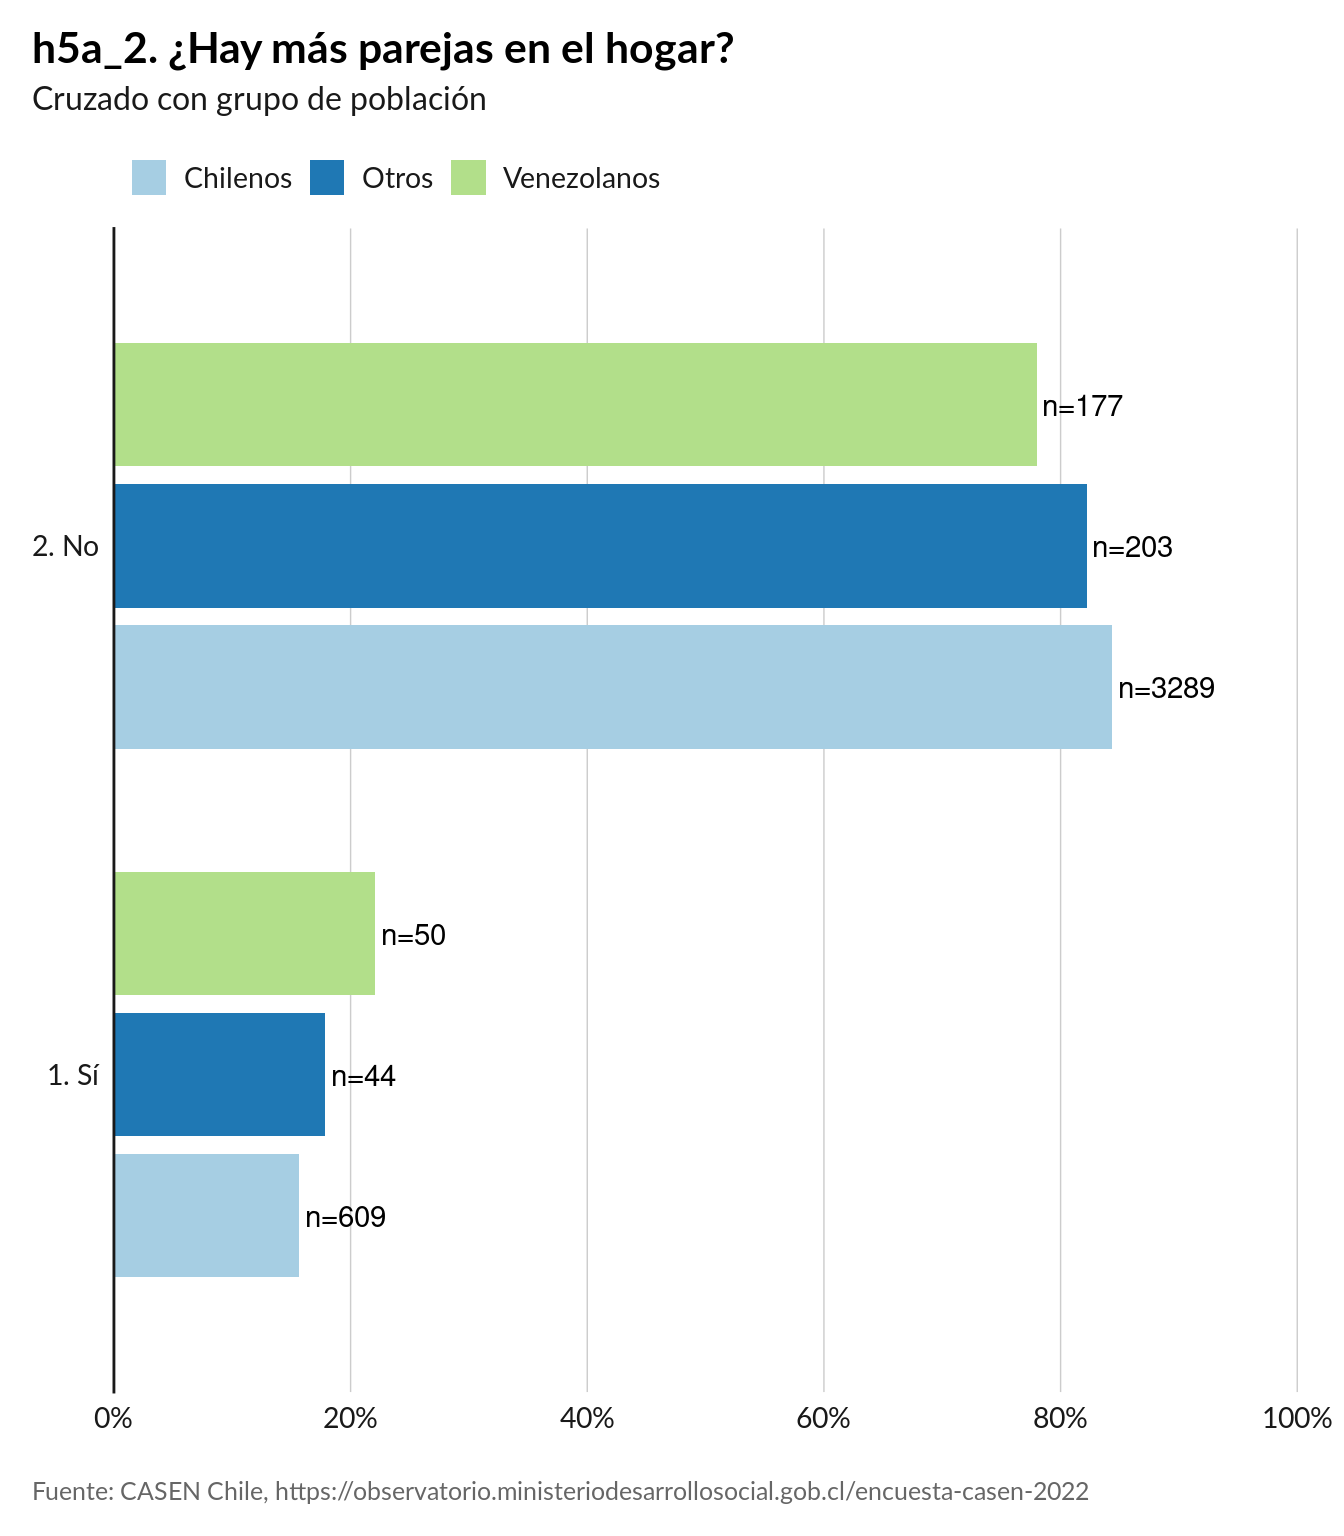 h5a_2. ¿Hay más parejas en el hogar?
Cruzado con grupo de población
Chilenos Otros Venezolanos
n=177
2. No n=203
n=3289
n=50
1. Sí n=44
n=609
0% 20% 40% 60% 80% 100%
Fuente: CASEN Chile, https://observatorio.ministeriodesarrollosocial.gob.cl/encuesta-casen-2022